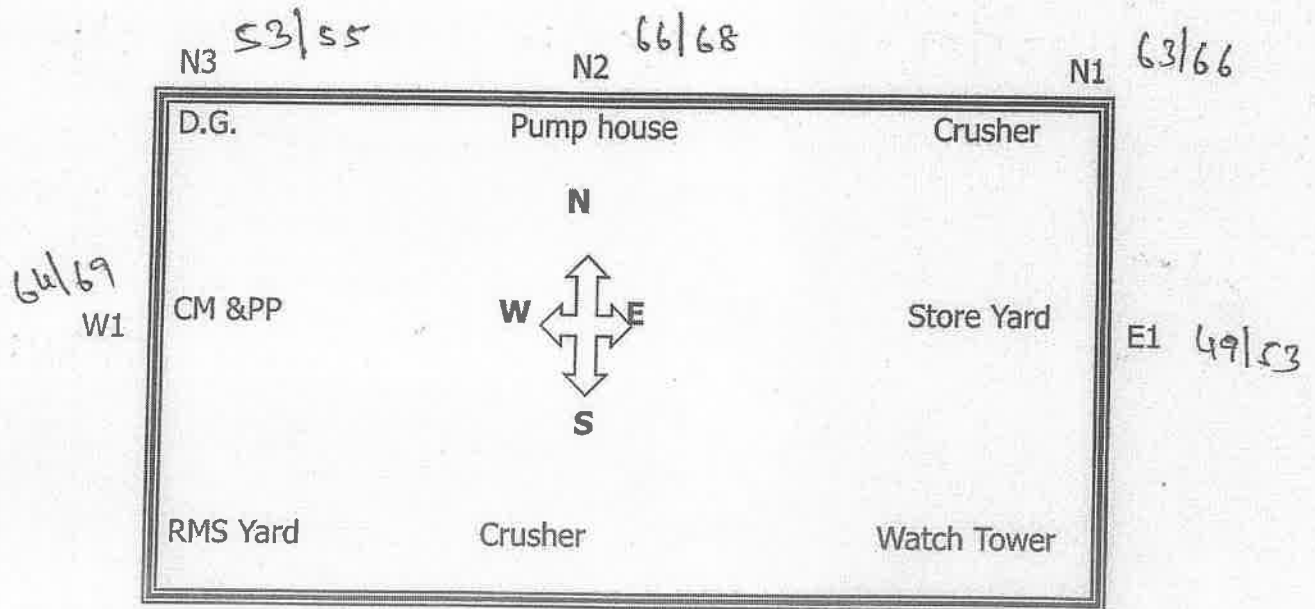 53/55 66/68 63/66
N3 N2 N1
D.G. Pump house Crusher
N
64/69
CM &PP W E Store Yard
W1 E1 49/53
S
RMS Yard Crusher Watch Tower